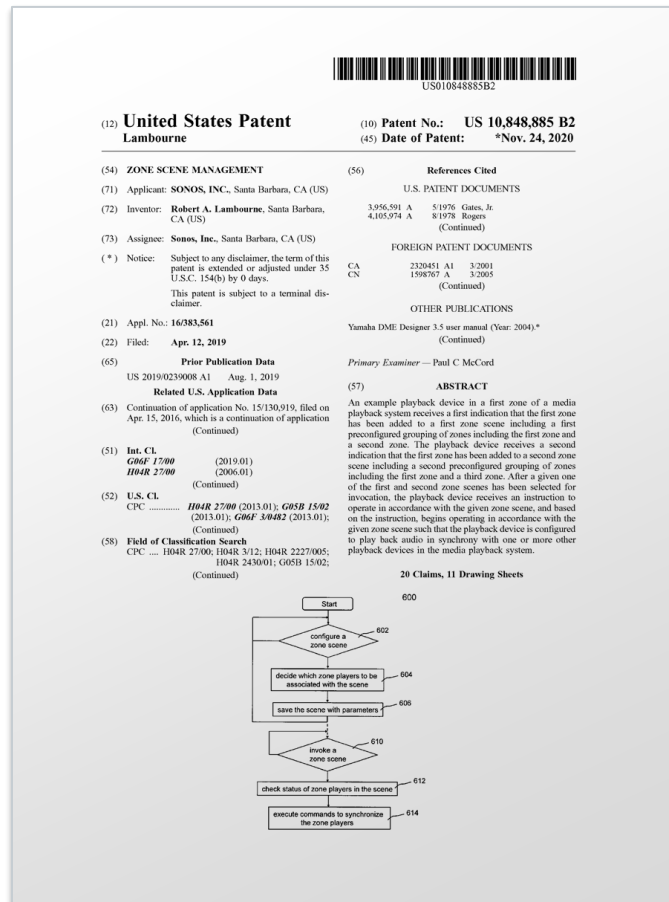 US010848885B2
(12) United States Patent
Lambourne
(10) Patent No.: US 10,848,885 B2
(45) Date of Patent: *Nov. 24, 2020
(54) ZONE SCENE MANAGEMENT
(71) Applicant: SONOS, INC., Santa Barbara, CA (US)
(72) Inventor: Robert A. Lambourne, Santa Barbara,
CA (US)
(73) Assignee: Sonos, Inc., Santa Barbara, CA (US)
( * ) Notice: Subject to any disclaimer, the term of this
patent is extended or adjusted under 35
U.S.C. 154(b) by 0 days.
This patent is subject to a terminal dis-
claimer.
(21) Appl. No.: 16/383,561
(22) Filed: Apr. 12, 2019
(65) Prior Publication Data
US 2019/0239008 A1 Aug. 1, 2019
Related U.S. Application Data
(63) Continuation of application No. 15/130,919, filed on
Apr. 15, 2016, which is a continuation of application
(Continued)
(51) Int. Cl.
G06F 17/00 (2019.01)
H04R 27/00 (2006.01)
(Continued)
(52) U.S. Cl.
CPC ............ H04R 27/00 (2013.01); G05B 15/02
(2013.01); G06F 3/0482 (2013.01);
(Continued)
(58) Field of Classification Search
CPC .... H04R 27/00; H04R 3/12; H04R 2227/005;
H04R 2430/01; G05B 15/02;
(Continued)
(56) References Cited
U.S. PATENT DOCUMENTS
3,956,591 A 5/1976 Gates, Jr.
4,105,974 A 8/1978 Rogers
(Continued)
FOREIGN PATENT DOCUMENTS
CA 2320451 A1 3/2001
CN 1598767 A 3/2005
(Continued)
OTHER PUBLICATIONS
Yamaha DME Designer 3.5 user manual (Year: 2004).*
(Continued)
Primary Examiner — Paul C McCord
(57) ABSTRACT
An example playback device in a first zone of a media
playback system receives a first indication that the first zone
has been added to a first zone scene including a first
preconfigured grouping of zones including the first zone and
a second zone. The playback device receives a second
indication that the first zone has been added to a second zone
scene including a second preconfigured grouping of zones
including the first zone and a third zone. After a given one
of the first and second zone scenes has been selected for
invocation, the playback device receives an instruction to
operate in accordance with the given zone scene, and based
on the instruction, begins operating in accordance with the
given zone scene such that the playback device is configured
to play back audio in synchrony with one or more other
playback devices in the media playback system.
20 Claims, 11 Drawing Sheets
600
Start
602
configure a
zone scene
decide which zone players to be
associated with the scene
604
save the scene with parameters
606
610
invoke a
zone scene
check status of zone players in the scene
612
execute commands to synchronize
the zone players
614